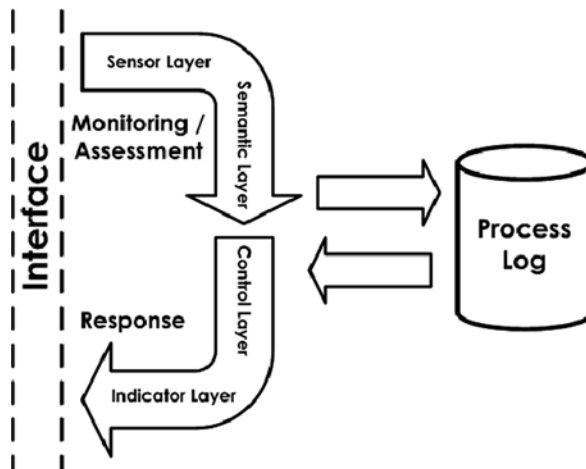 Interface
Sensor Layer
Semantic Layer
Monitoring /
Assessment
Process
Log
Control Layer
Response
Indicator Layer